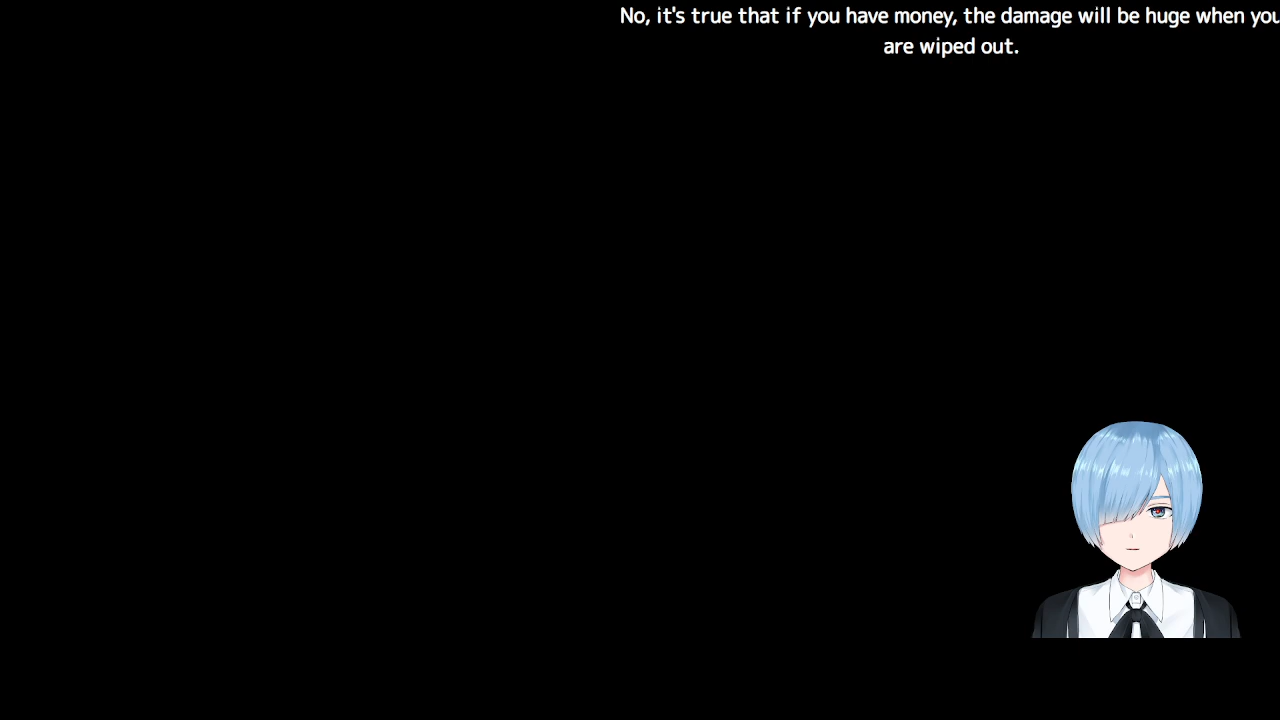 No, it's true that if you have money, the damage will be huge when you
are wiped out.